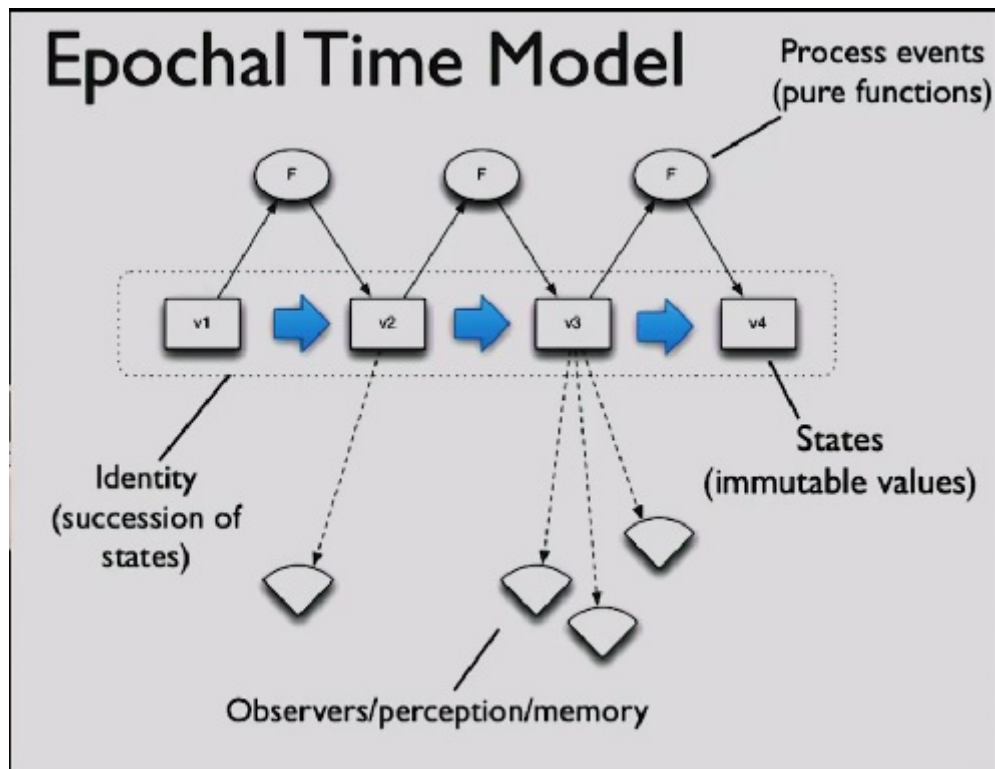 Epochal Time Model
Process events
(pure functions)
F
F
F
v1
v2
v3
v4
Identity
(succession of
states)
States
(immutable values)
Observers/perception/memory